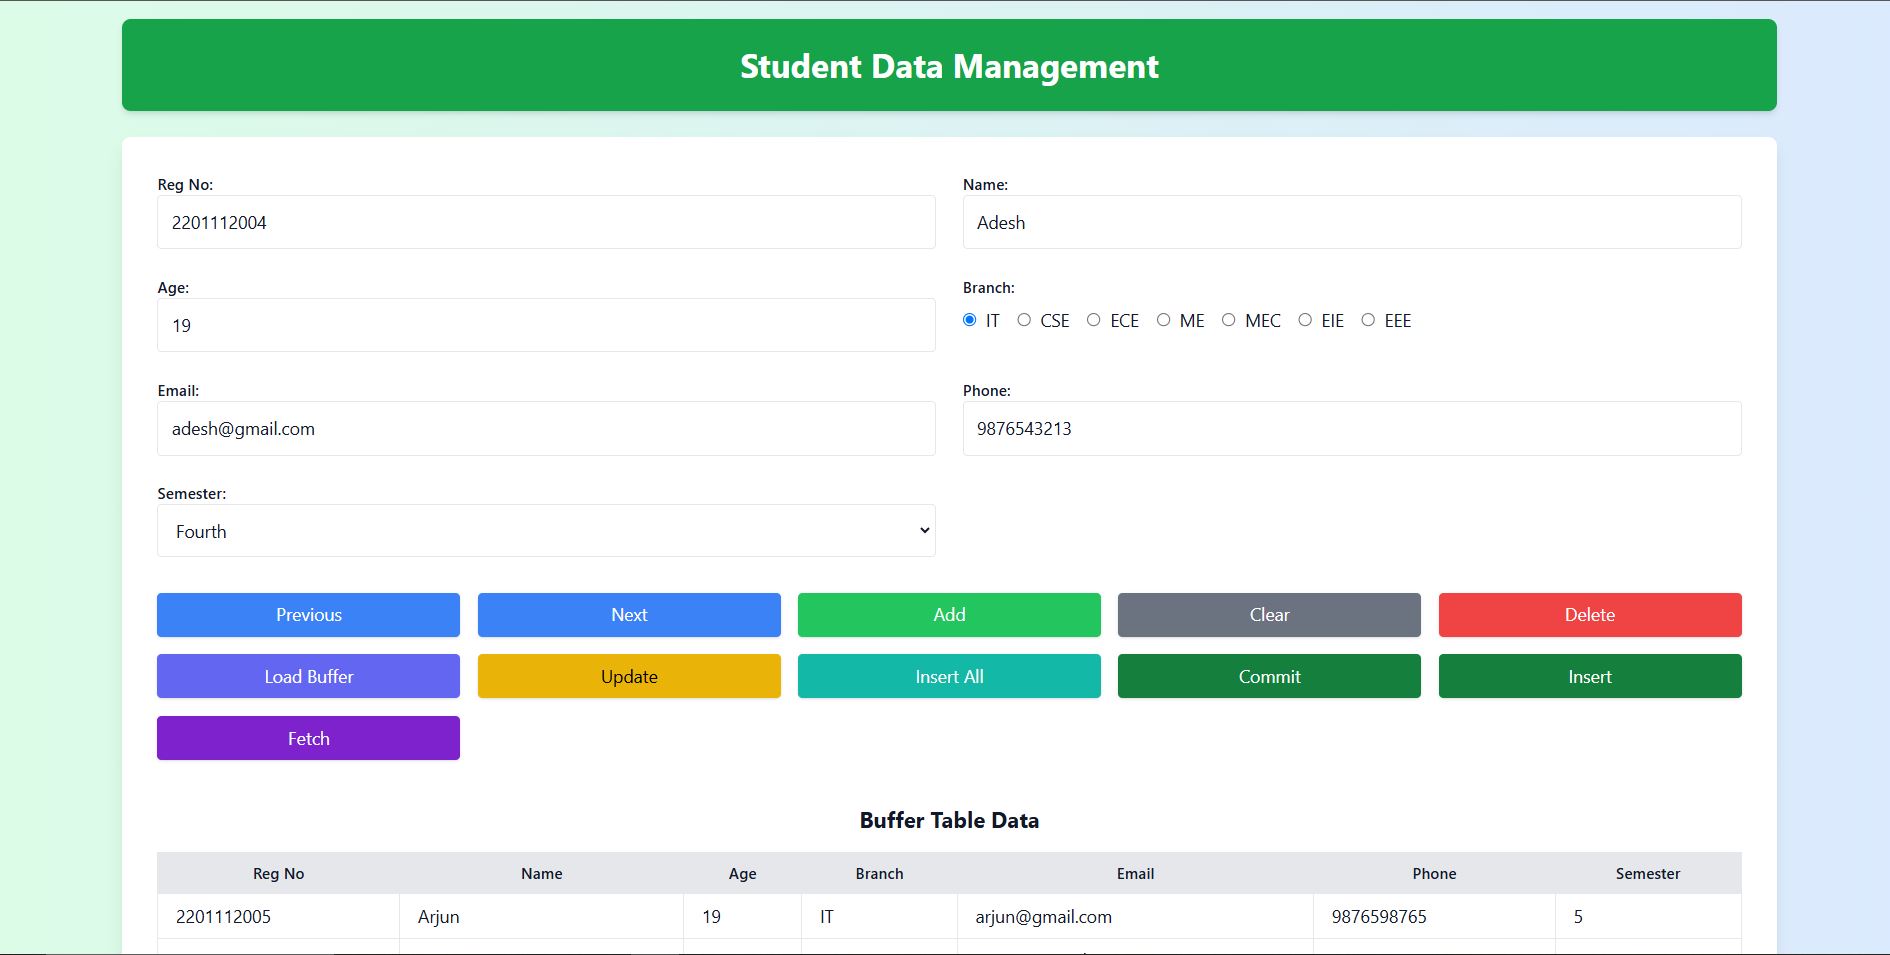 Student Data Management
Reg No: Name:
2201112004 Adesh
Age: Branch:
19 IT CSE ECE ME MEC EIE EEE
Email: Phone:
adesh@gmail.com 9876543213
Semester:
Fourth
Previous Next Add Clear Delete
Load Buffer Update Insert All Commit Insert
Fetch
Buffer Table Data
Reg No Name Age Branch Email Phone Semester
2201112005 Arjun 19 IT arjun@gmail.com 9876598765 5